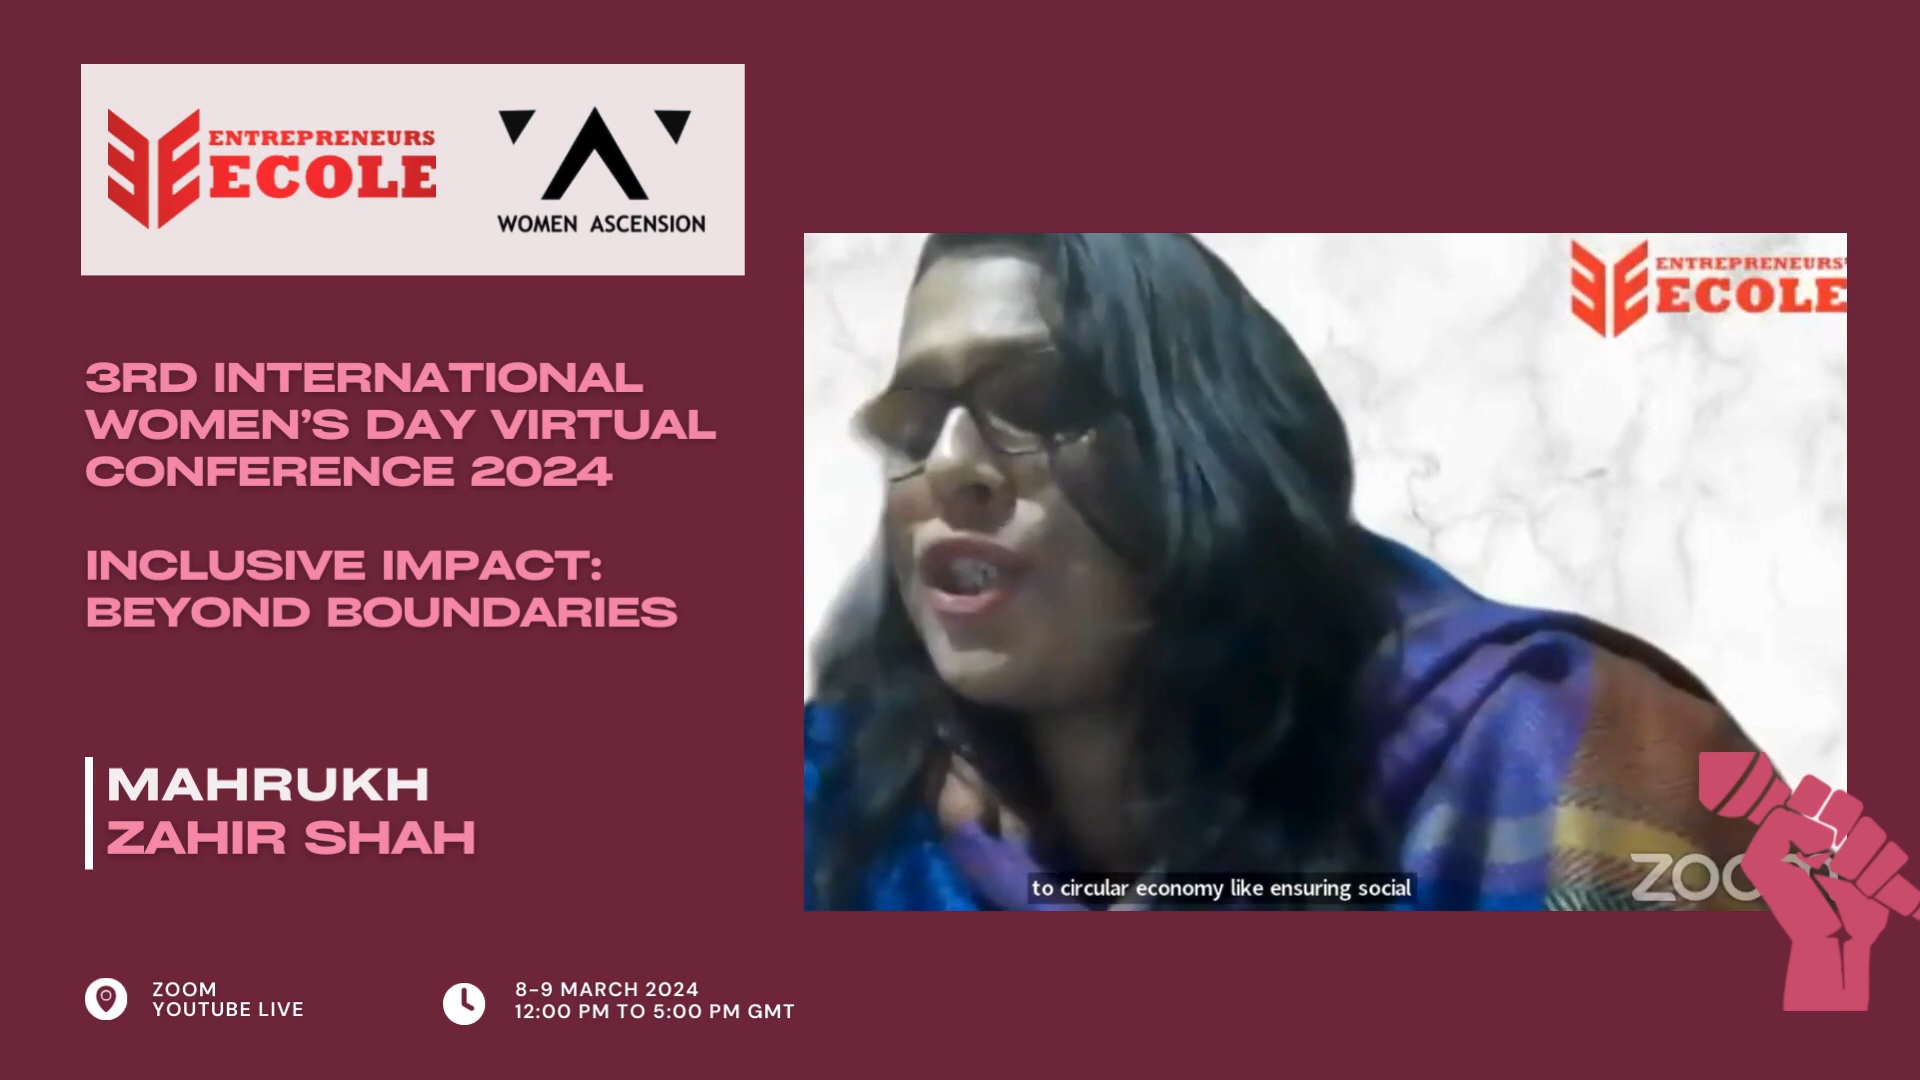 ENTREPRENEURS
ECOLE
WOMEN ASCENSION
3RD INTERNATIONAL
WOMEN’S DAY VIRTUAL
CONFERENCE 2024
INCLUSIVE IMPACT:
BEYOND BOUNDARIES
MAHRUKH
ZAHIR SHAH
ENTREPRENEURS'
ECOLE
to circular economy like ensuring social
ZOOM
YOUTUBE LIVE
8-9 MARCH 2024
12:00 PM TO 5:00 PM GMT